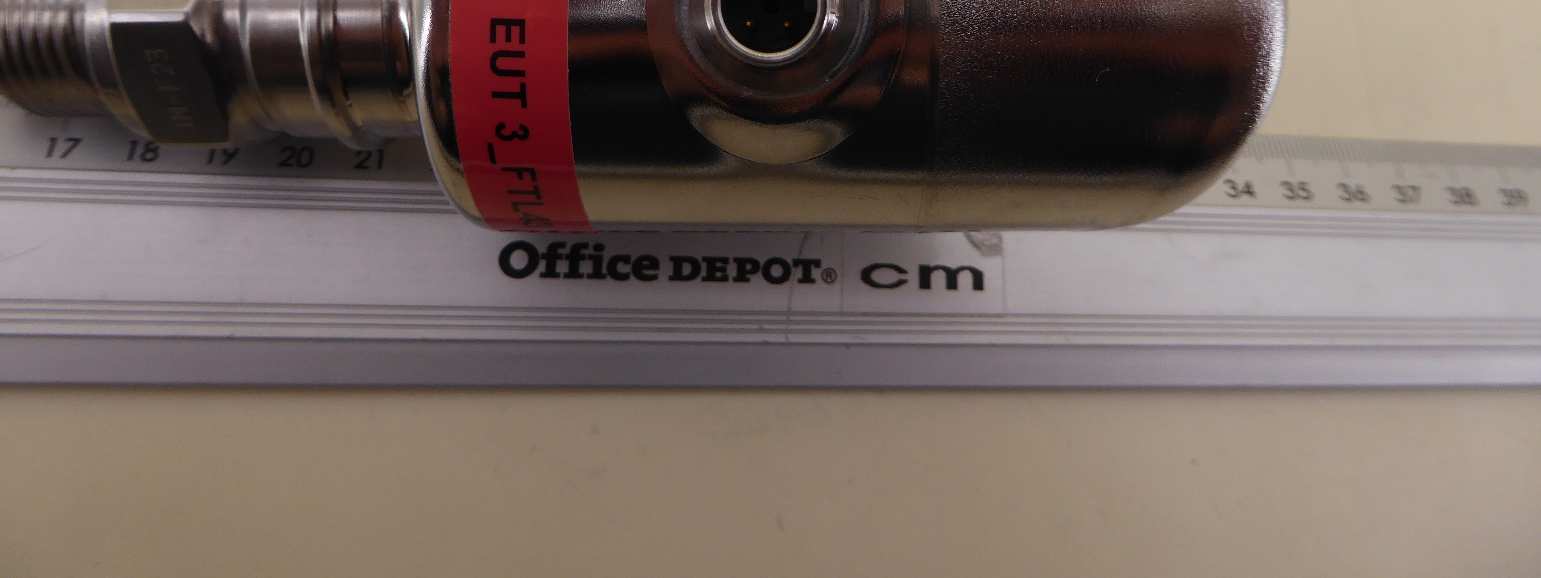 EUT 3_FTL
17 18 19 20 21 34 35 36 37 38 39
Office DEPOT® cm